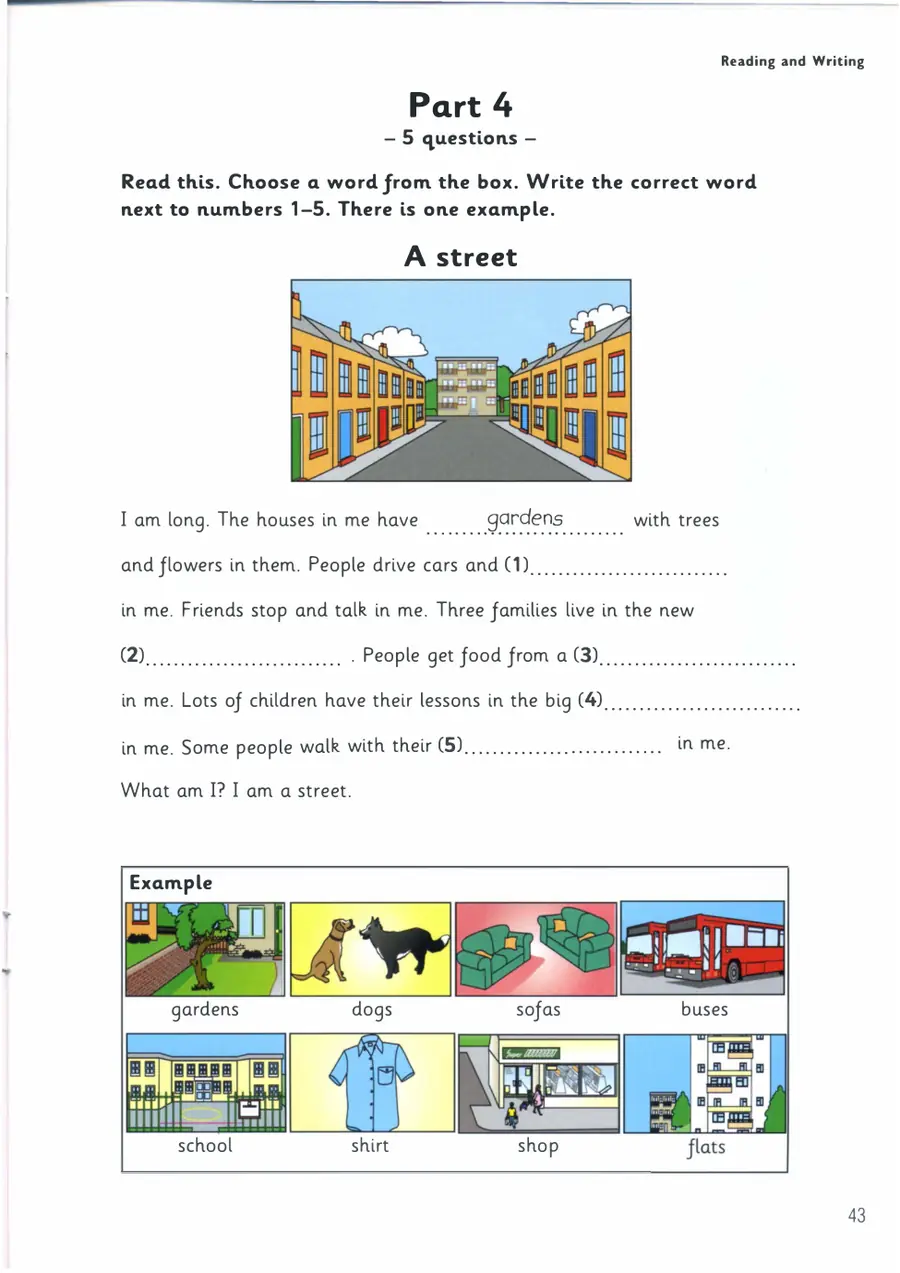 Reading and Writing
Part 4
– 5 questions –
Read this. Choose a word from the box. Write the correct word
next to numbers 1–5. There is one example.
A street
I am long. The houses in me have ..........gardens.......... with trees
and flowers in them. People drive cars and (1)............................
in me. Friends stop and talk in me. Three families live in the new
(2)............................ . People get food from a (3)............................
in me. Lots of children have their lessons in the big (4)............................
in me. Some people walk with their (5)............................ in me.
What am I? I am a street.
Example
gardens dogs sofas buses
Super
school shirt shop flats
43